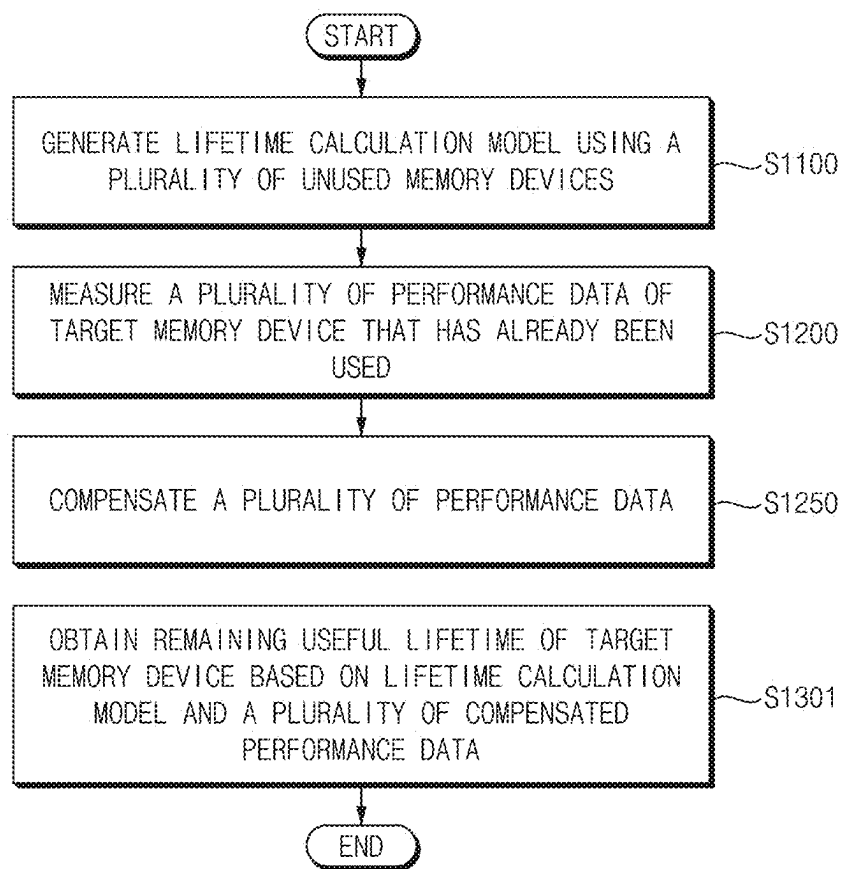 START
GENERATE LIFETIME CALCULATION MODEL USING A
PLURALITY OF UNUSED MEMORY DEVICES
S1100
MEASURE A PLURALITY OF PERFORMANCE DATA OF
TARGET MEMORY DEVICE THAT HAS ALREADY BEEN
USED
S1200
COMPENSATE A PLURALITY OF PERFORMANCE DATA
S1250
OBTAIN REMAINING USEFUL LIFETIME OF TARGET
MEMORY DEVICE BASED ON LIFETIME CALCULATION
MODEL AND A PLURALITY OF COMPENSATED
PERFORMANCE DATA
S1301
END